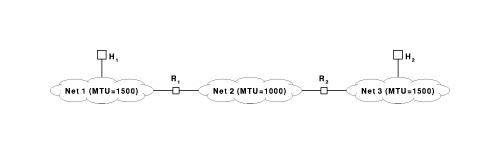 H1 H2
R1 R2
Net 1 (MTU=1500) Net 2 (MTU=1000) Net 3 (MTU=1500)